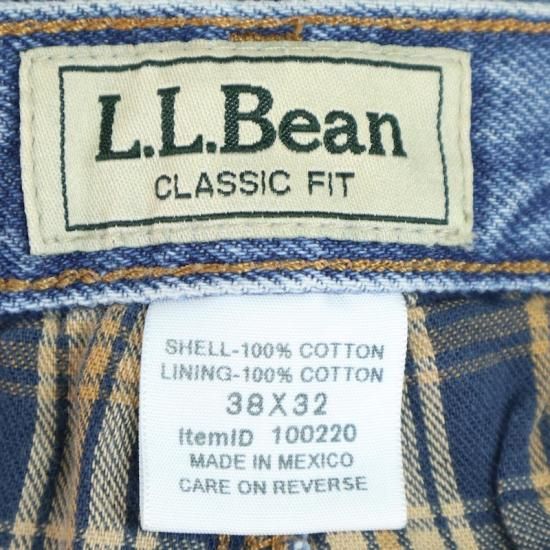 L.L.Bean
CLASSIC FIT
SHELL-100% COTTON
LINING-100% COTTON
38X32
ItemID 100220
MADE IN MEXICO
CARE ON REVERSE